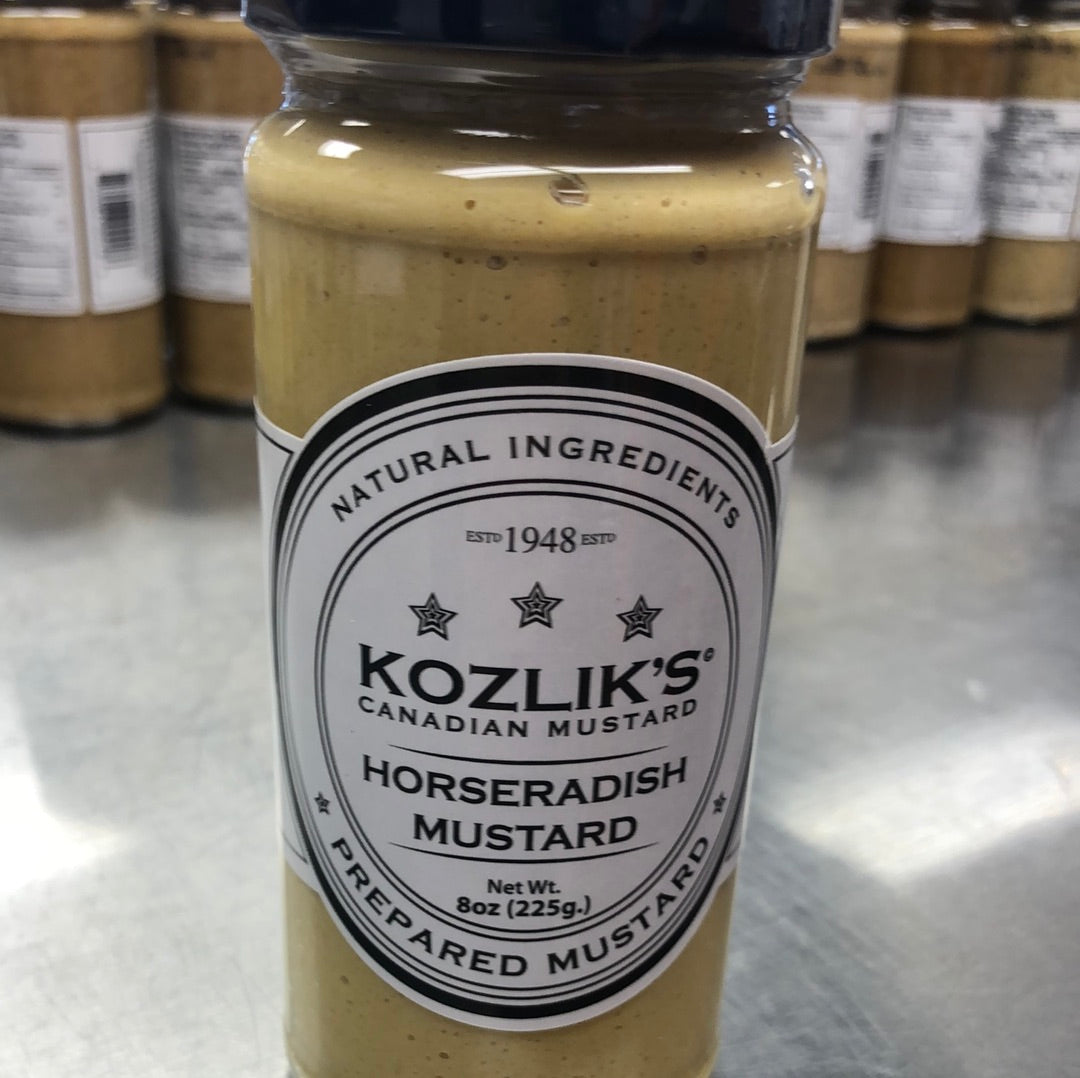 NATURAL INGREDIENTS
ESTD 1948 ESTD
KOZLIK'S©
CANADIAN MUSTARD
HORSERADISH
MUSTARD
Net Wt.
8oz (225g.)
PREPARED MUSTARD